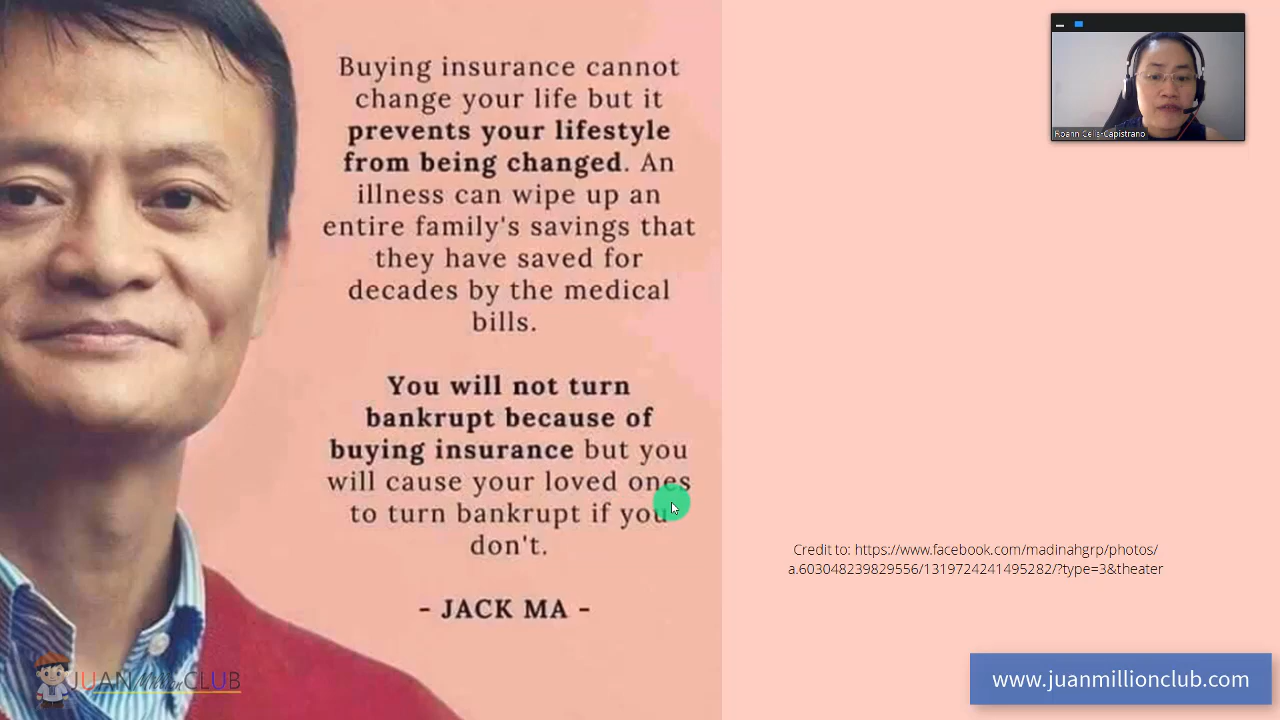 Buying insurance cannot
change your life but it
prevents your lifestyle
from being changed. An
illness can wipe up an
entire family's savings that
they have saved for
decades by the medical
bills.
You will not turn
bankrupt because of
buying insurance but you
will cause your loved ones
to turn bankrupt if you
don't.
- JACK MA -
JUAN Million CLUB
Roann Celis-Capistrano
Credit to: https://www.facebook.com/madinahgrp/photos/
a.603048239829556/1319724241495282/?type=3&theater
www.juanmillionclub.com